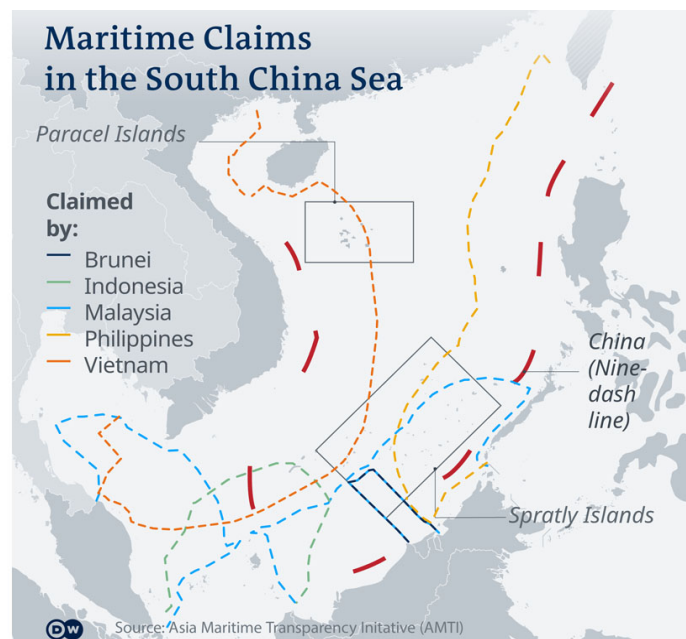 Maritime Claims
in the South China Sea
Paracel Islands
Claimed
by:
Brunei
Indonesia
Malaysia
Philippines
Vietnam
China
(Nine-
dash
line)
Spratly Islands
DW
Source: Asia Maritime Transparency Initative (AMTI)